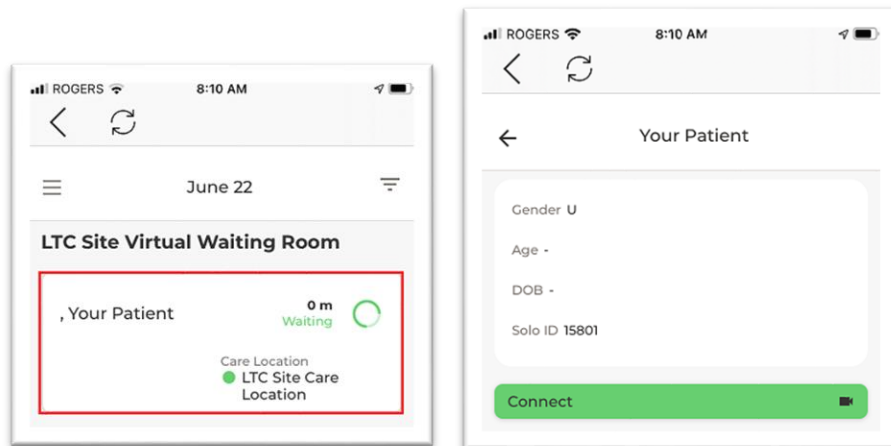 ROGERS 8:10 AM
June 22
LTC Site Virtual Waiting Room
, Your Patient
0 m
Waiting
Care Location
LTC Site Care
Location
ROGERS 8:10 AM
Your Patient
Gender U
Age -
DOB -
Solo ID 15801
Connect